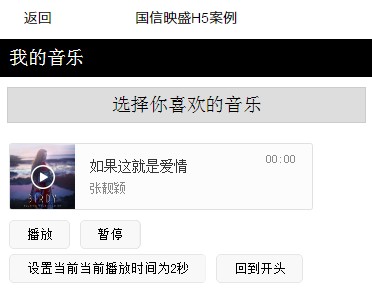 返回 国信映盛H5案例
我的音乐
选择你喜欢的音乐
如果这就是爱情 00:00
张靓颖
BIRDY
播放 暂停
设置当前当前播放时间为2秒 回到开头